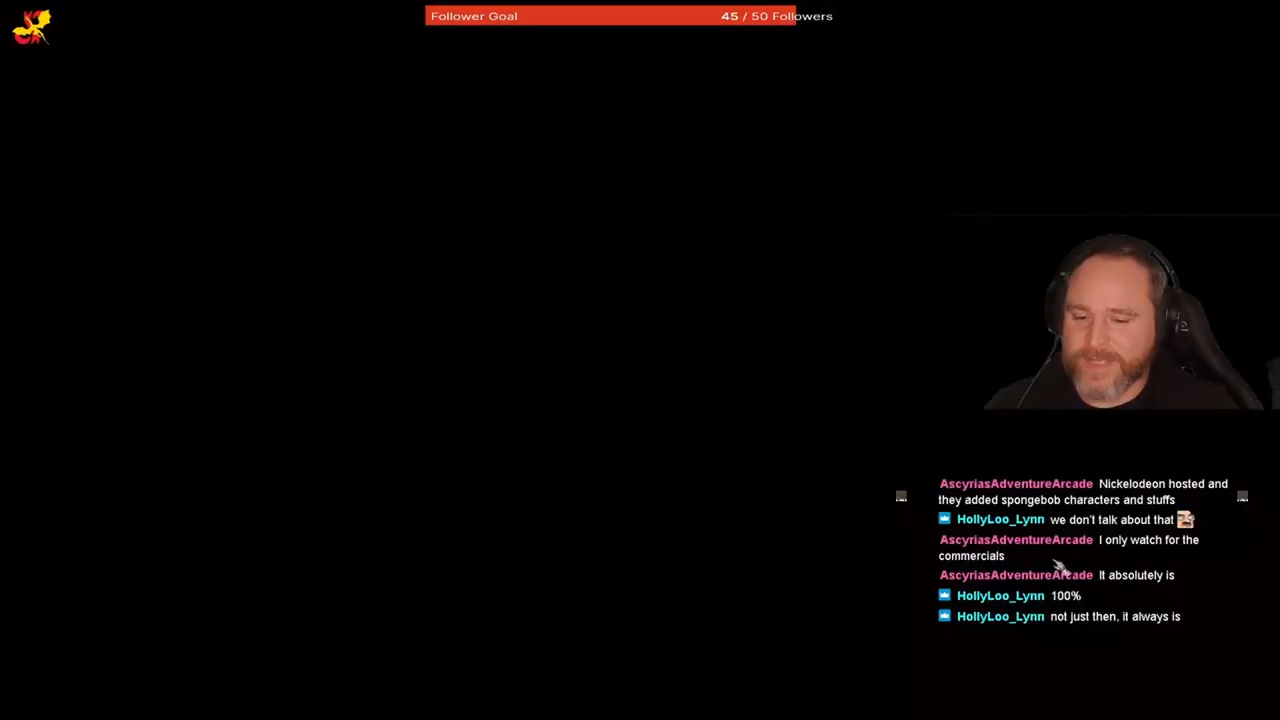 Follower Goal 45 / 50 Followers
AscyriasAdventureArcade Nickelodeon hosted and
they added spongebob characters and stuffs
HollyLoo_Lynn we don't talk about that
AscyriasAdventureArcade I only watch for the
commercials
AscyriasAdventureArcade It absolutely is
HollyLoo_Lynn 100%
HollyLoo_Lynn not just then, it always is